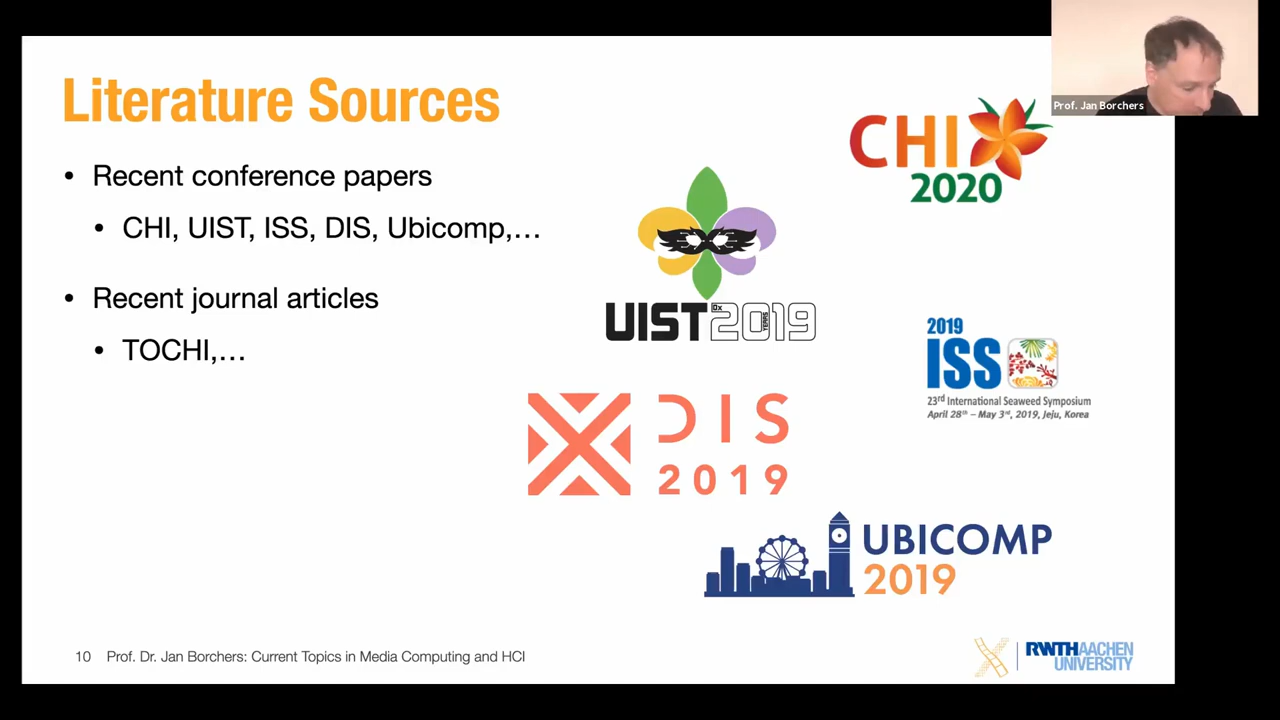 Literature Sources
• Recent conference papers
• CHI, UIST, ISS, DIS, Ubicomp,…
• Recent journal articles
• TOCHI,…
Prof. Jan Borchers
CHI
2020
UIST 2019
2019
ISS
23rd International Seaweed Symposium
April 28th – May 3rd, 2019, Jeju, Korea
DIS
2019
UBICOMP
2019
10 Prof. Dr. Jan Borchers: Current Topics in Media Computing and HCI
RWTHAACHEN
UNIVERSITY